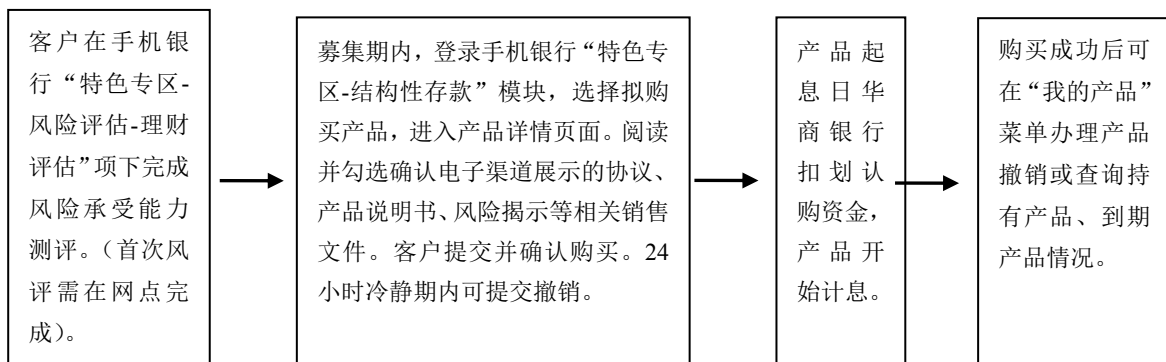 客户在手机银
行“特色专区-
风险评估-理财
评估”项下完成
风险承受能力
测评。（首次风
评需在网点完
成）。
募集期内，登录手机银行“特色专
区-结构性存款”模块，选择拟购
买产品，进入产品详情页面。阅读
并勾选确认电子渠道展示的协议、
产品说明书、风险揭示等相关销售
文件。客户提交并确认购买。24
小时冷静期内可提交撤销。
产品起
息日华
商银行
扣划认
购资金，
产品开
始计息。
购买成功后可
在“我的产品”
菜单办理产品
撤销或查询持
有产品、到期
产品情况。